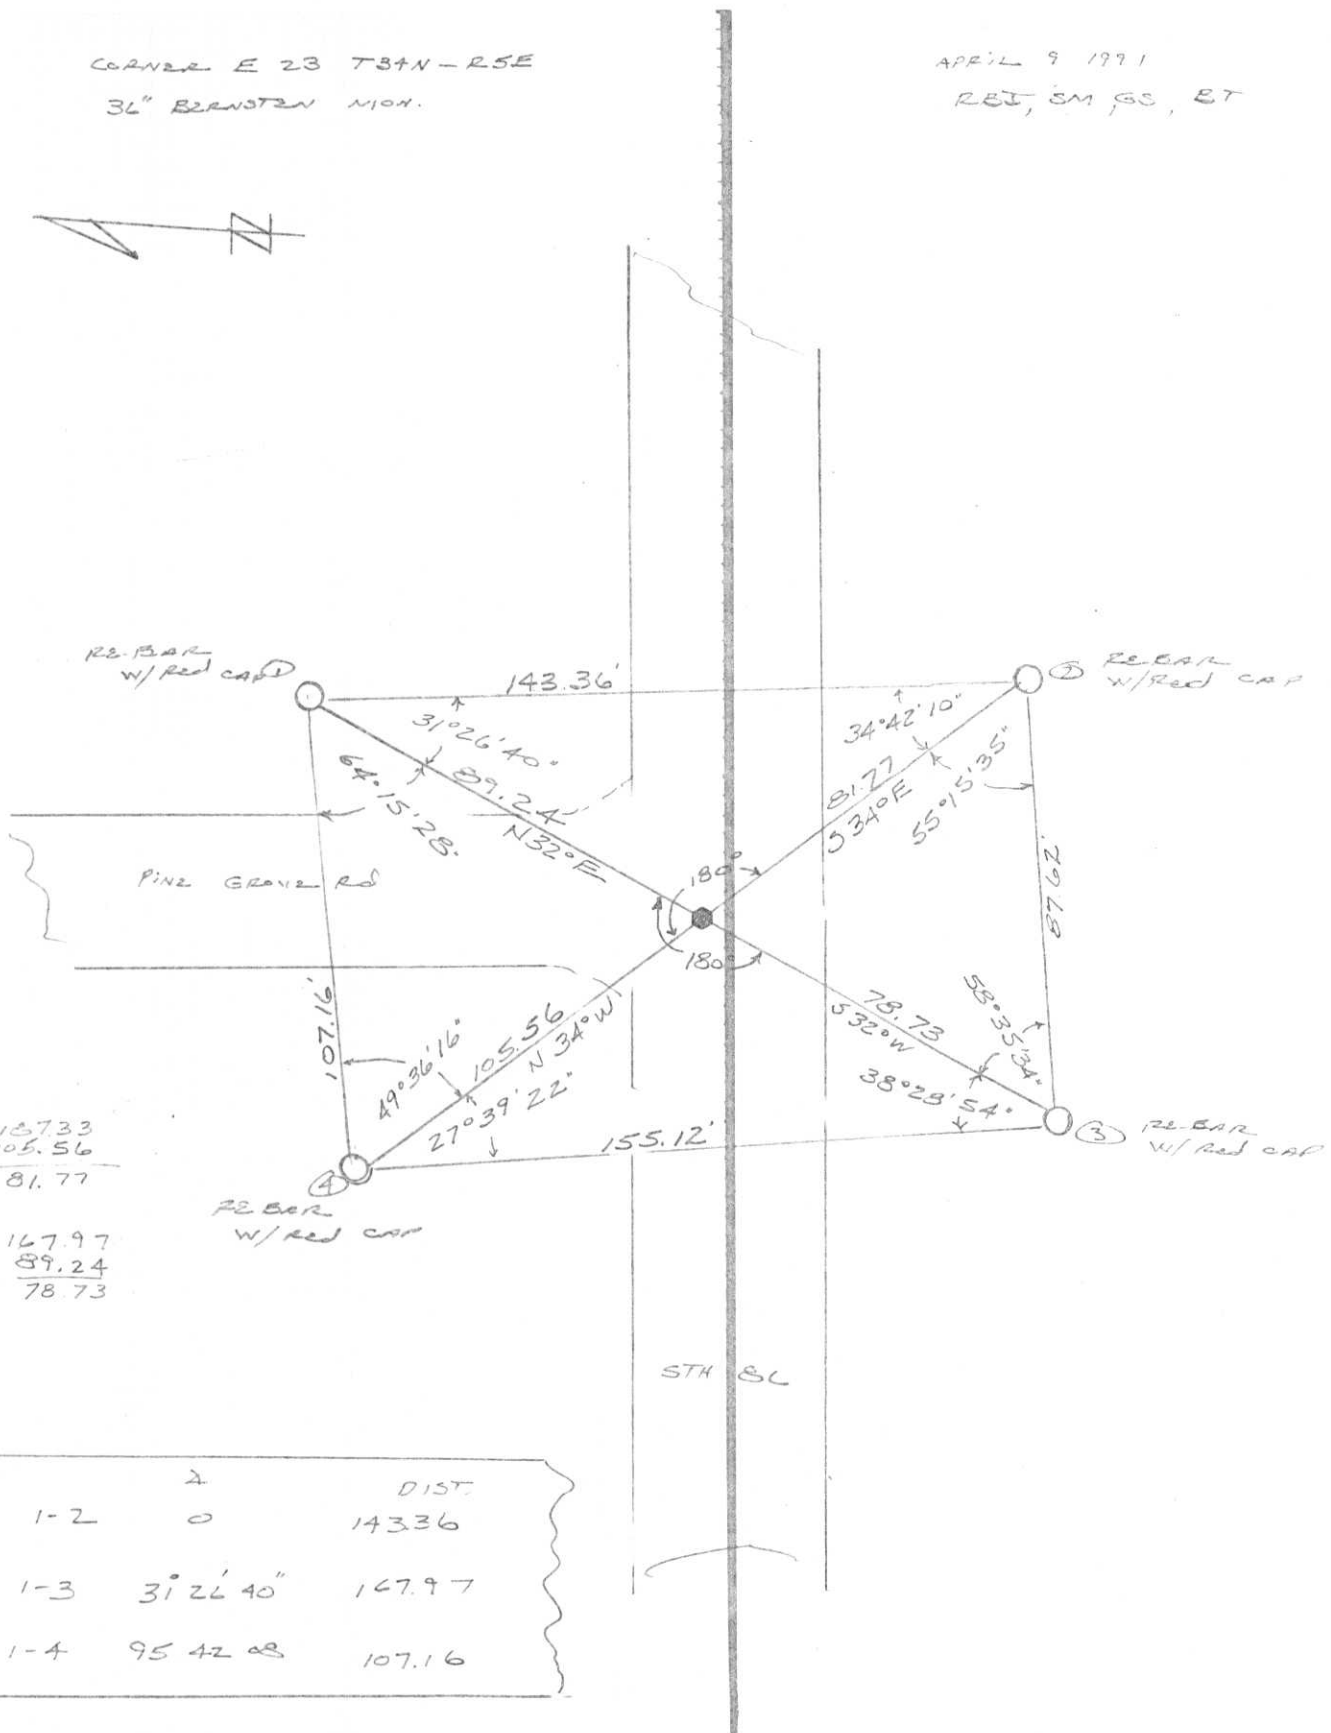 CORNER E 23 T34N-R5E
36" BERNSTEN MON.
APRIL 9 1991
RBJ, SM, GS, BT
N
RE-BAR
W/Red CAP ①
143.36'
② RE-BAR
W/Red CAP
31°26'40"
34°42'10"
64°15'28"
89.24
N32°E
81.77
S34°E
55°15'35"
PINE GROVE Rd
180°
180°
87.62'
107.16'
49°36'16"
105.56
N 34°W
27°39'22"
78.73
S32°W
58°35'34"
38°28'54"
155.12'
③ RE-BAR
W/Red CAP
④
RE BAR
W/Red CAP
187.33
105.56
81.77
167.97
89.24
78.73
STH 86
DIST.
1-2 0 143.36
1-3 31°26'40" 167.97
1-4 95 42 08 107.16